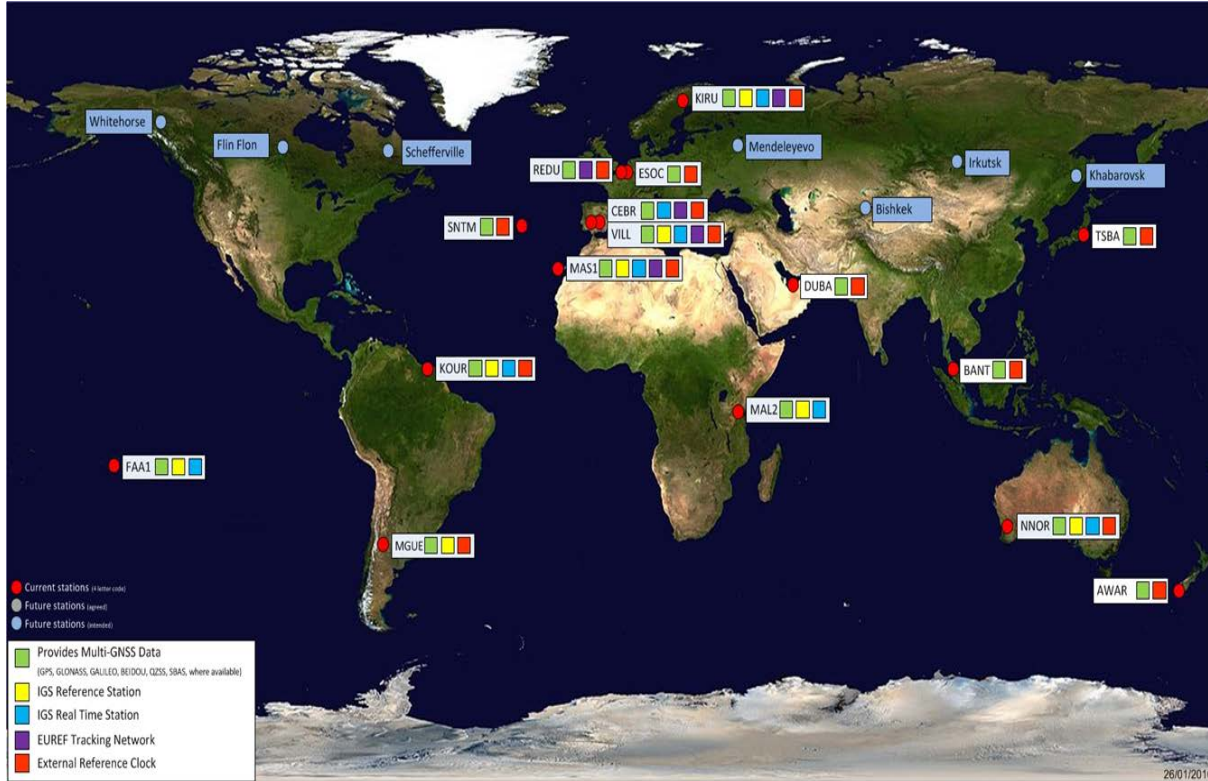 KIRU
Whitehorse
Flin Flon
Schefferville
Mendeleyevo
Irkutsk
Khabarovsk
REDU
ESOC
Bishkek
CEBR
SNTM
VILL
TSBA
MAS1
DUBA
KOUR
BANT
MAL2
FAA1
NNOR
MGUE
AWAR
Current stations (4 letter code)
Future stations (agreed)
Future stations (intended)
Provides Multi-GNSS Data
(GPS, GLONASS, GALILEO, BEIDOU, QZSS, SBAS, where available)
IGS Reference Station
IGS Real Time Station
EUREF Tracking Network
External Reference Clock